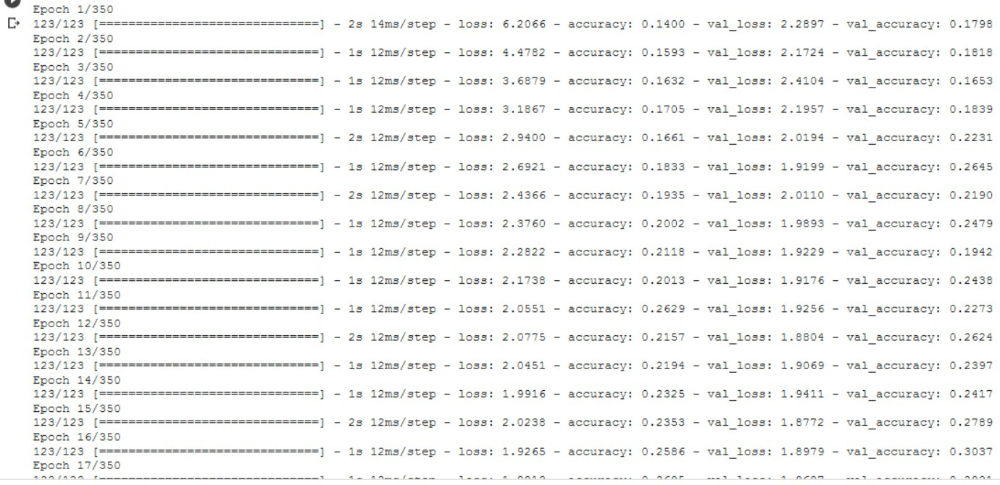 Epoch 1/350
123/123 [==============================] - 2s 14ms/step - loss: 6.2066 - accuracy: 0.1400 - val_loss: 2.2897 - val_accuracy: 0.1798
Epoch 2/350
123/123 [==============================] - 1s 12ms/step - loss: 4.4782 - accuracy: 0.1593 - val_loss: 2.1724 - val_accuracy: 0.1818
Epoch 3/350
123/123 [==============================] - 1s 12ms/step - loss: 3.6879 - accuracy: 0.1632 - val_loss: 2.4104 - val_accuracy: 0.1653
Epoch 4/350
123/123 [==============================] - 1s 12ms/step - loss: 3.1867 - accuracy: 0.1705 - val_loss: 2.1957 - val_accuracy: 0.1839
Epoch 5/350
123/123 [==============================] - 2s 12ms/step - loss: 2.9400 - accuracy: 0.1661 - val_loss: 2.0194 - val_accuracy: 0.2231
Epoch 6/350
123/123 [==============================] - 1s 12ms/step - loss: 2.6921 - accuracy: 0.1833 - val_loss: 1.9199 - val_accuracy: 0.2645
Epoch 7/350
123/123 [==============================] - 2s 12ms/step - loss: 2.4366 - accuracy: 0.1935 - val_loss: 2.0110 - val_accuracy: 0.2190
Epoch 8/350
123/123 [==============================] - 1s 12ms/step - loss: 2.3760 - accuracy: 0.2002 - val_loss: 1.9893 - val_accuracy: 0.2479
Epoch 9/350
123/123 [==============================] - 1s 12ms/step - loss: 2.2822 - accuracy: 0.2118 - val_loss: 1.9229 - val_accuracy: 0.1942
Epoch 10/350
123/123 [==============================] - 1s 12ms/step - loss: 2.1738 - accuracy: 0.2013 - val_loss: 1.9176 - val_accuracy: 0.2438
Epoch 11/350
123/123 [==============================] - 1s 12ms/step - loss: 2.0551 - accuracy: 0.2629 - val_loss: 1.9256 - val_accuracy: 0.2273
Epoch 12/350
123/123 [==============================] - 2s 12ms/step - loss: 2.0775 - accuracy: 0.2157 - val_loss: 1.8804 - val_accuracy: 0.2624
Epoch 13/350
123/123 [==============================] - 1s 12ms/step - loss: 2.0451 - accuracy: 0.2194 - val_loss: 1.9069 - val_accuracy: 0.2397
Epoch 14/350
123/123 [==============================] - 1s 12ms/step - loss: 1.9916 - accuracy: 0.2325 - val_loss: 1.9411 - val_accuracy: 0.2417
Epoch 15/350
123/123 [==============================] - 2s 12ms/step - loss: 2.0238 - accuracy: 0.2353 - val_loss: 1.8772 - val_accuracy: 0.2789
Epoch 16/350
123/123 [==============================] - 1s 12ms/step - loss: 1.9265 - accuracy: 0.2586 - val_loss: 1.8979 - val_accuracy: 0.3037
Epoch 17/350